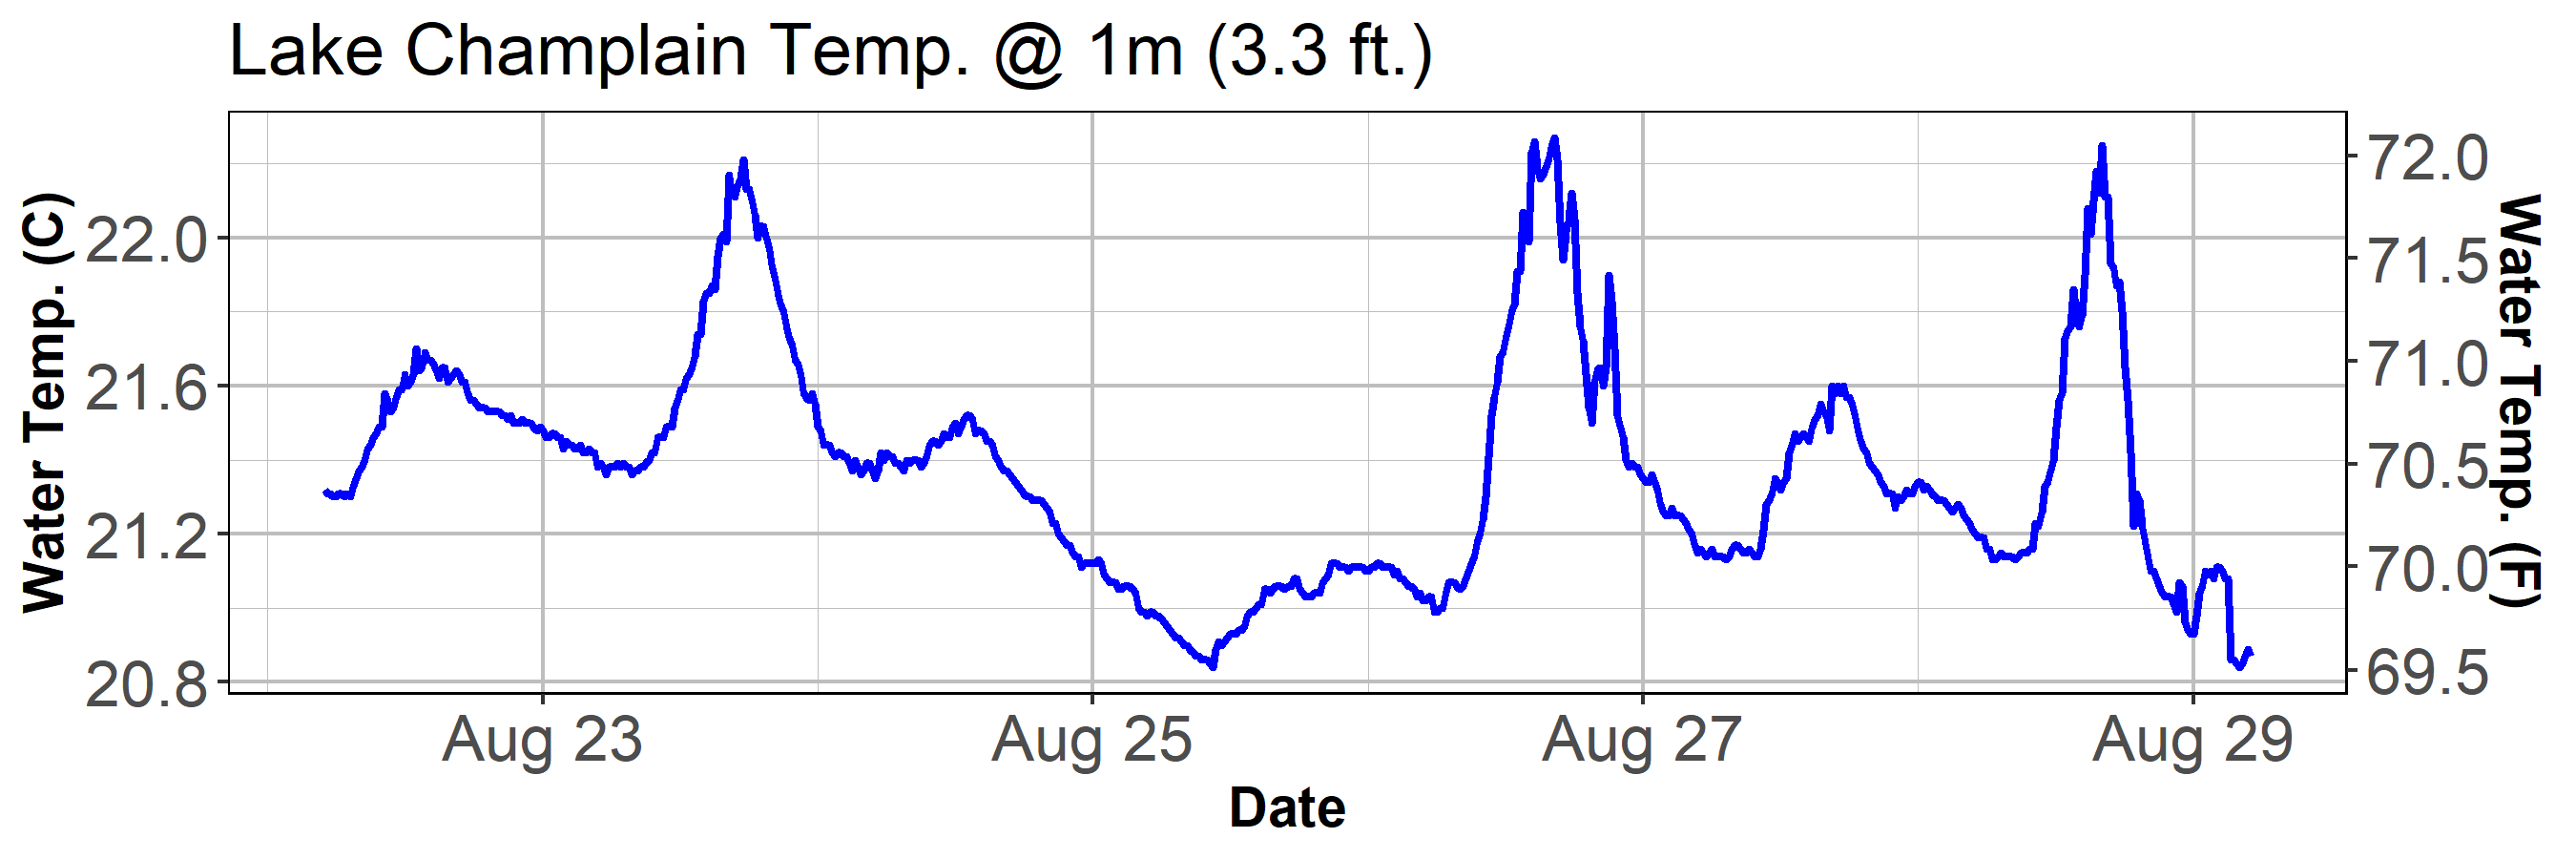 Lake Champlain Temp. @ 1m (3.3 ft.)
Water Temp. (C)
22.0
21.6
21.2
20.8
72.0
71.5
71.0
70.5
70.0
69.5
Water Temp. (F)
Aug 23
Aug 25
Aug 27
Aug 29
Date